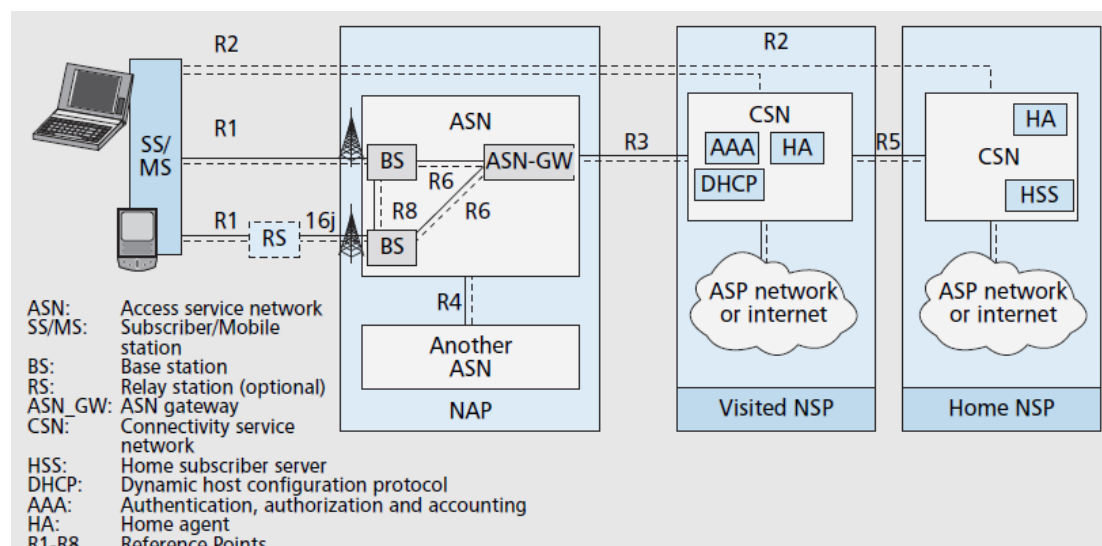 R2
R2
R1
SS/
MS
ASN
BS
ASN-GW
R6
R8
R6
R3
CSN
AAA
HA
DHCP
R5
HA
CSN
HSS
R1
RS
16j
BS
R4
Another
ASN
NAP
ASP network
or internet
Visited NSP
ASP network
or internet
Home NSP
ASN: Access service network
SS/MS: Subscriber/Mobile
station
BS: Base station
RS: Relay station (optional)
ASN_GW: ASN gateway
CSN: Connectivity service
network
HSS: Home subscriber server
DHCP: Dynamic host configuration protocol
AAA: Authentication, authorization and accounting
HA: Home agent
R1-R8 Reference Points